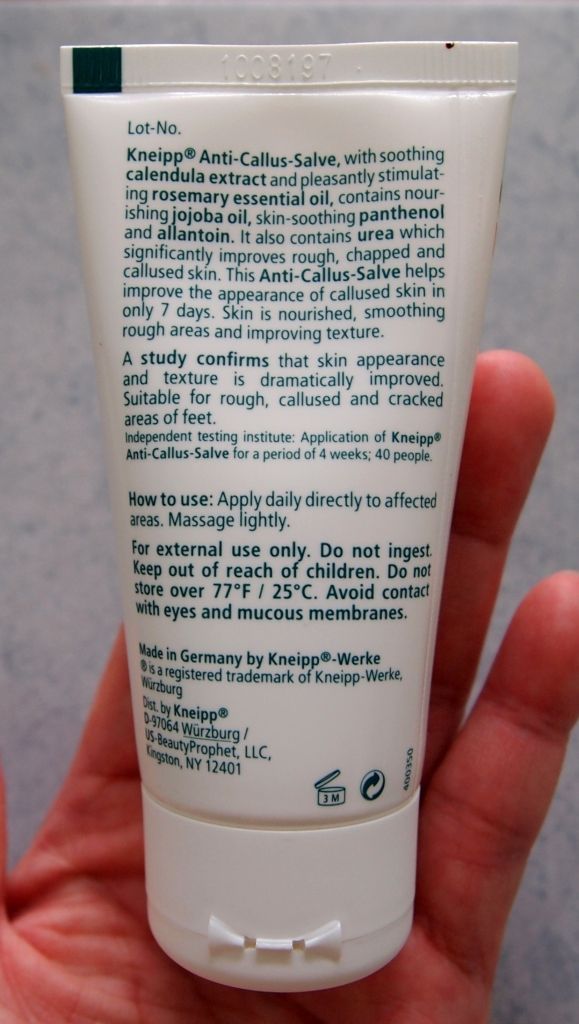 1008197
Lot-No.
Kneipp® Anti-Callus-Salve, with soothing
calendula extract and pleasantly stimulat-
ing rosemary essential oil, contains nour-
ishing jojoba oil, skin-soothing panthenol
and allantoin. It also contains urea which
significantly improves rough, chapped and
callused skin. This Anti-Callus-Salve helps
improve the appearance of callused skin in
only 7 days. Skin is nourished, smoothing
rough areas and improving texture.
A study confirms that skin appearance
and texture is dramatically improved.
Suitable for rough, callused and cracked
areas of feet.
Independent testing institute: Application of Kneipp®
Anti-Callus-Salve for a period of 4 weeks; 40 people.
How to use: Apply daily directly to affected
areas. Massage lightly.
For external use only. Do not ingest.
Keep out of reach of children. Do not
store over 77°F / 25°C. Avoid contact
with eyes and mucous membranes.
Made in Germany by Kneipp®-Werke
® is a registered trademark of Kneipp-Werke,
Würzburg
Dist. by Kneipp®
D-97064 Würzburg /
US-BeautyProphet, LLC,
Kingston, NY 12401
3 M
400350